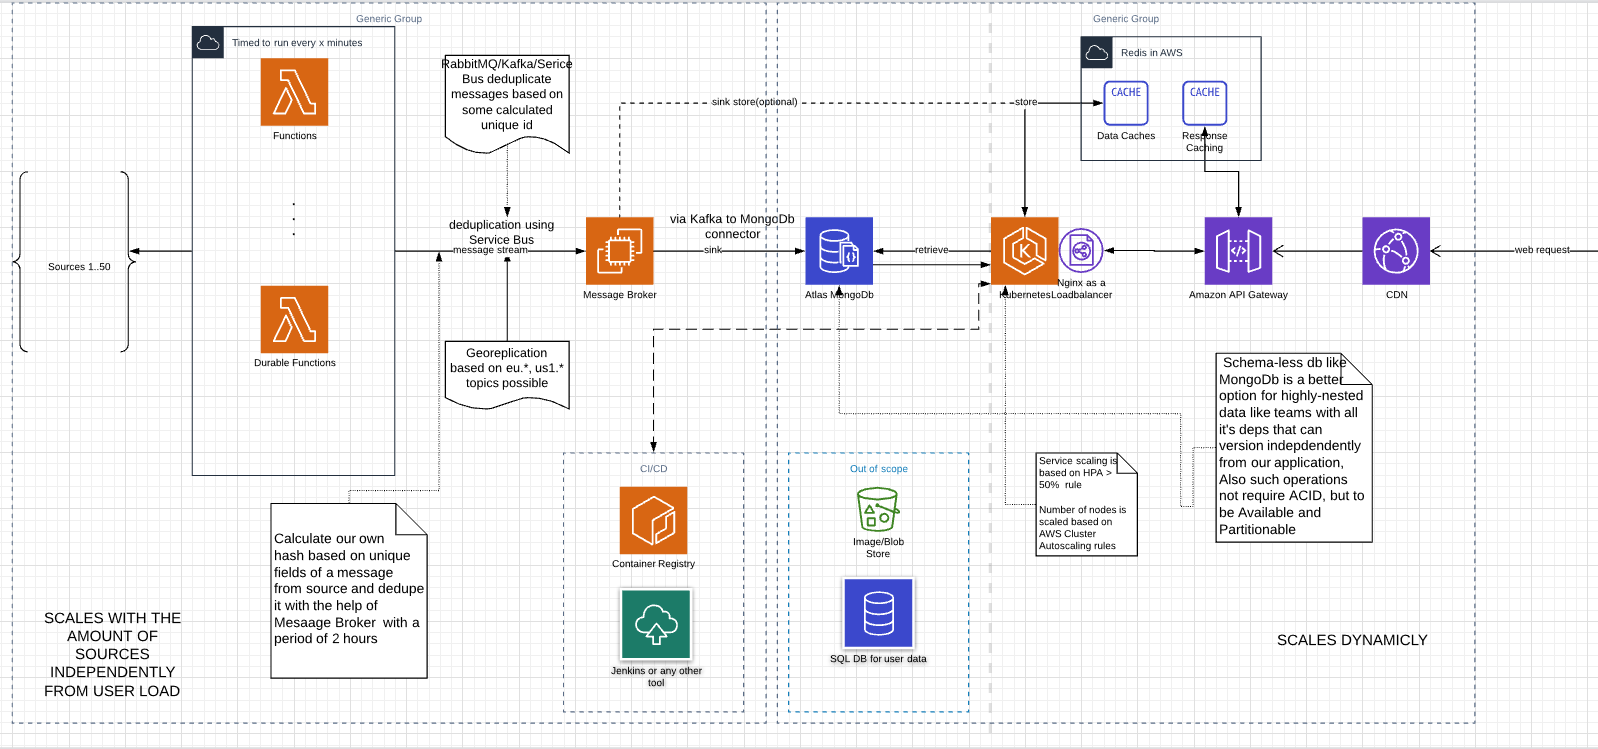 Generic Group
Generic Group
Timed to run every x minutes
Functions
.
.
.
Durable Functions
Sources 1..50
RabbitMQ/Kafka/Serice
Bus deduplicate
messages based on
some calculated
unique id
deduplication using
Service Bus
message stream
Georeplication
based on eu.*, us1.*
topics possible
Calculate our own
hash based on unique
fields of a message
from source and dedupe
it with the help of
Mesaage Broker with a
period of 2 hours
SCALES WITH THE
AMOUNT OF
SOURCES
INDEPENDENTLY
FROM USER LOAD
Message Broker
sink store(optional)
store
via Kafka to MongoDb
connector
sink
Atlas MongoDb
retrieve
Kubernetes
Nginx as a
Loadbalancer
Redis in AWS
CACHE
Data Caches
CACHE
Response
Caching
Amazon API Gateway
CDN
web request
CI/CD
Container Registry
Jenkins or any other
tool
Out of scope
Image/Blob
Store
SQL DB for user data
Service scaling is
based on HPA >
50% rule
Number of nodes is
scaled based on
AWS Cluster
Autoscaling rules
Schema-less db like
MongoDb is a better
option for highly-nested
data like teams with all
it's deps that can
version indepdendently
from our application,
Also such operations
not require ACID, but to
be Available and
Partitionable
SCALES DYNAMICLY